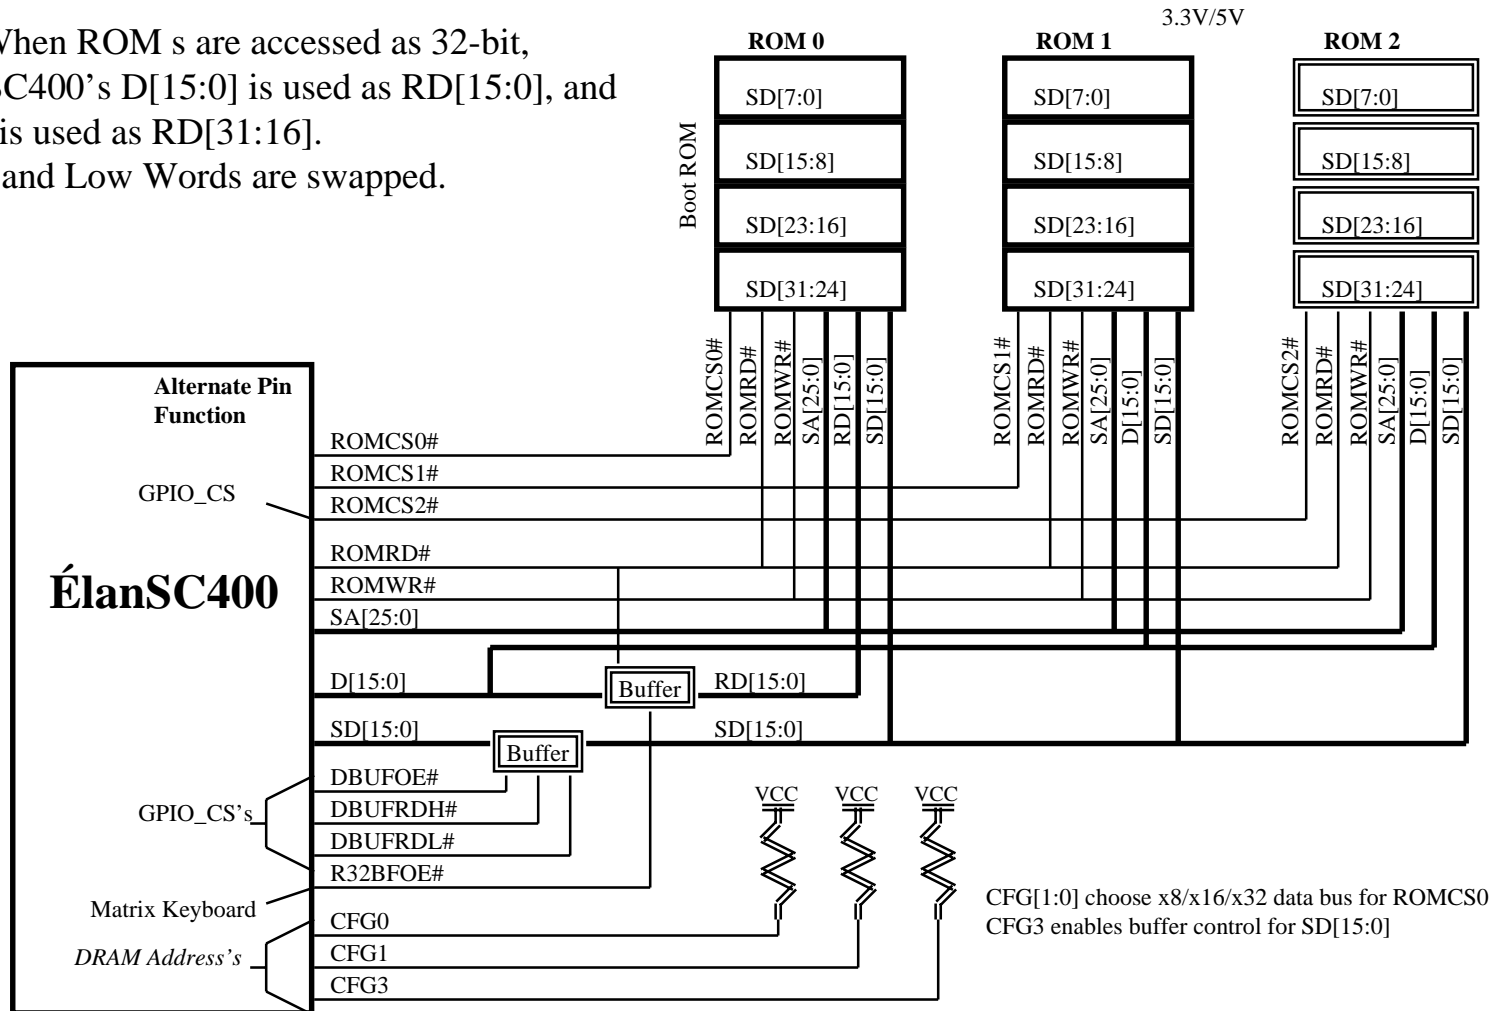 When ROM s are accessed as 32-bit,
SC400's D[15:0] is used as RD[15:0], and
is used as RD[31:16].
and Low Words are swapped.
3.3V/5V
ROM 0
ROM 1
ROM 2
Boot ROM
SD[7:0]
SD[15:8]
SD[23:16]
SD[31:24]
SD[7:0]
SD[15:8]
SD[23:16]
SD[31:24]
SD[7:0]
SD[15:8]
SD[23:16]
SD[31:24]
ROMCS0#
ROMRD#
ROMWR#
SA[25:0]
RD[15:0]
SD[15:0]
ROMCS1#
ROMRD#
ROMWR#
SA[25:0]
D[15:0]
SD[15:0]
ROMCS2#
ROMRD#
ROMWR#
SA[25:0]
D[15:0]
SD[15:0]
Alternate Pin
Function
GPIO_CS
ÉlanSC400
GPIO_CS's
Matrix Keyboard
DRAM Address's
ROMCS0#
ROMCS1#
ROMCS2#
ROMRD#
ROMWR#
SA[25:0]
D[15:0]
Buffer
RD[15:0]
SD[15:0]
Buffer
SD[15:0]
DBUFOE#
DBUFRDH#
DBUFRDL#
R32BFOE#
CFG0
CFG1
CFG3
VCC
VCC
VCC
CFG[1:0] choose x8/x16/x32 data bus for ROMCS0
CFG3 enables buffer control for SD[15:0]